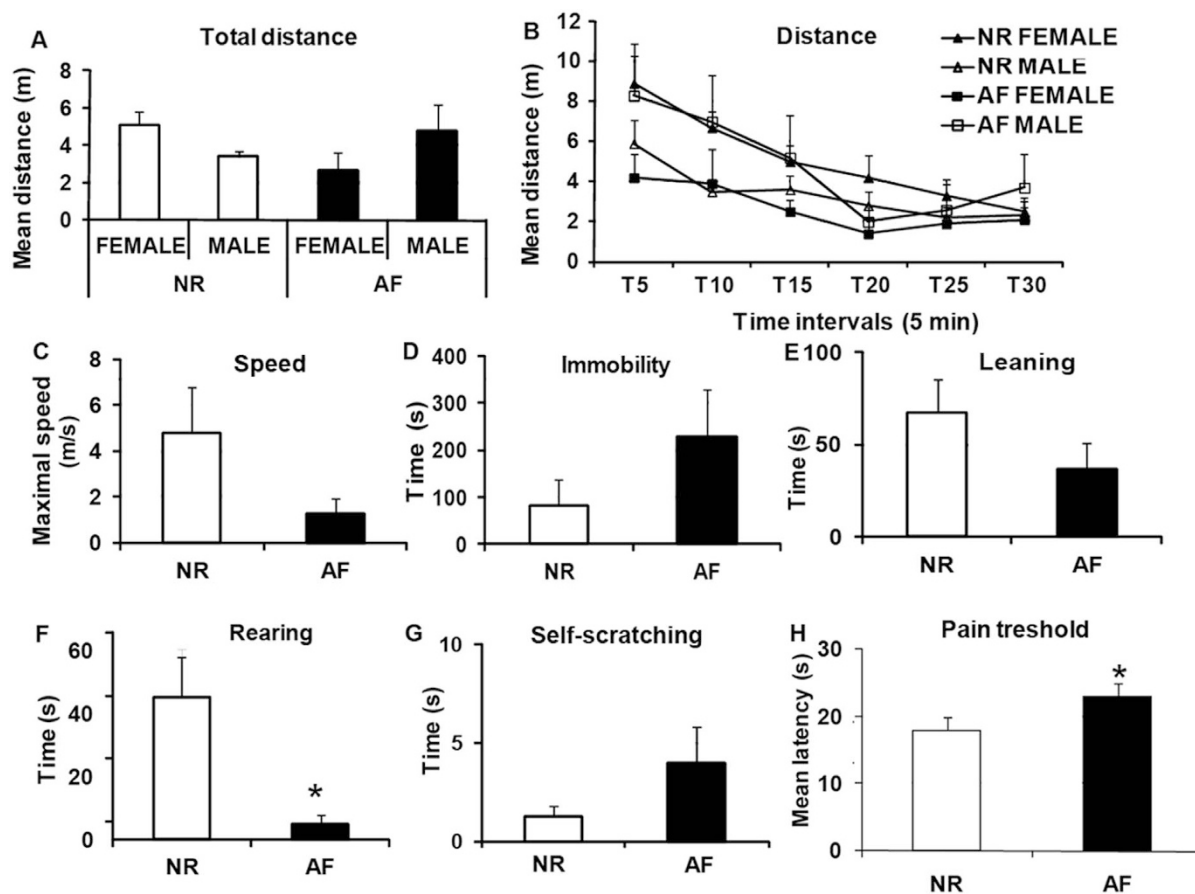 A
Total distance
Mean distance (m)
8
6
4
2
0
FEMALE MALE FEMALE MALE
NR AF
B
Distance
Mean distance (m)
12
10
8
6
4
2
0
T5 T10 T15 T20 T25 T30
Time intervals (5 min)
NR FEMALE
NR MALE
AF FEMALE
AF MALE
C
Speed
Maximal speed
(m/s)
8
6
4
2
0
NR AF
D
Immobility
Time (s)
400
300
200
100
0
NR AF
E
Leaning
Time (s)
100
50
0
NR AF
F
Rearing
Time (s)
60
40
20
0
*
NR AF
G
Self-scratching
Time (s)
10
5
0
NR AF
H
Pain treshold
Mean latency (s)
30
20
10
0
*
NR AF